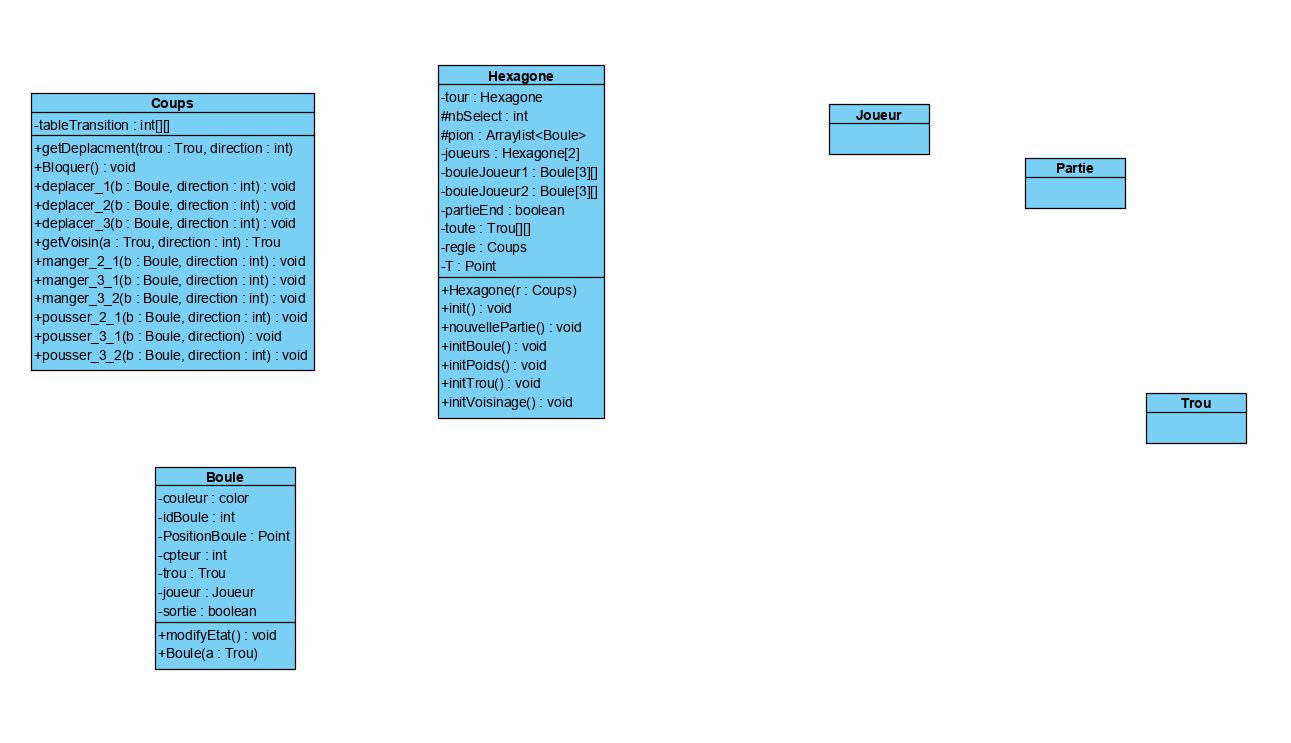 Coups
-tableTransition : int[][]
+getDeplacment(trou : Trou, direction : int)
+Bloquer() : void
+deplacer_1(b : Boule, direction : int) : void
+deplacer_2(b : Boule, direction : int) : void
+deplacer_3(b : Boule, direction : int) : void
+getVoisin(a : Trou, direction : int) : Trou
+manger_2_1(b : Boule, direction : int) : void
+manger_3_1(b : Boule, direction : int) : void
+manger_3_2(b : Boule, direction : int) : void
+pousser_2_1(b : Boule, direction : int) : void
+pousser_3_1(b : Boule, direction) : void
+pousser_3_2(b : Boule, direction : int) : void
Hexagone
-tour : Hexagone
#nbSelect : int
#pion : Arraylist<Boule>
-joueurs : Hexagone[2]
-bouleJoueur1 : Boule[3][]
-bouleJoueur2 : Boule[3][]
-partieEnd : boolean
-toute : Trou[][]
-regle : Coups
-T : Point
+Hexagone(r : Coups)
+init() : void
+nouvellePartie() : void
+initBoule() : void
+initPoids() : void
+initTrou() : void
+initVoisinage() : void
Joueur
Partie
Trou
Boule
-couleur : color
-idBoule : int
-PositionBoule : Point
-cpteur : int
-trou : Trou
-joueur : Joueur
-sortie : boolean
+modifyEtat() : void
+Boule(a : Trou)